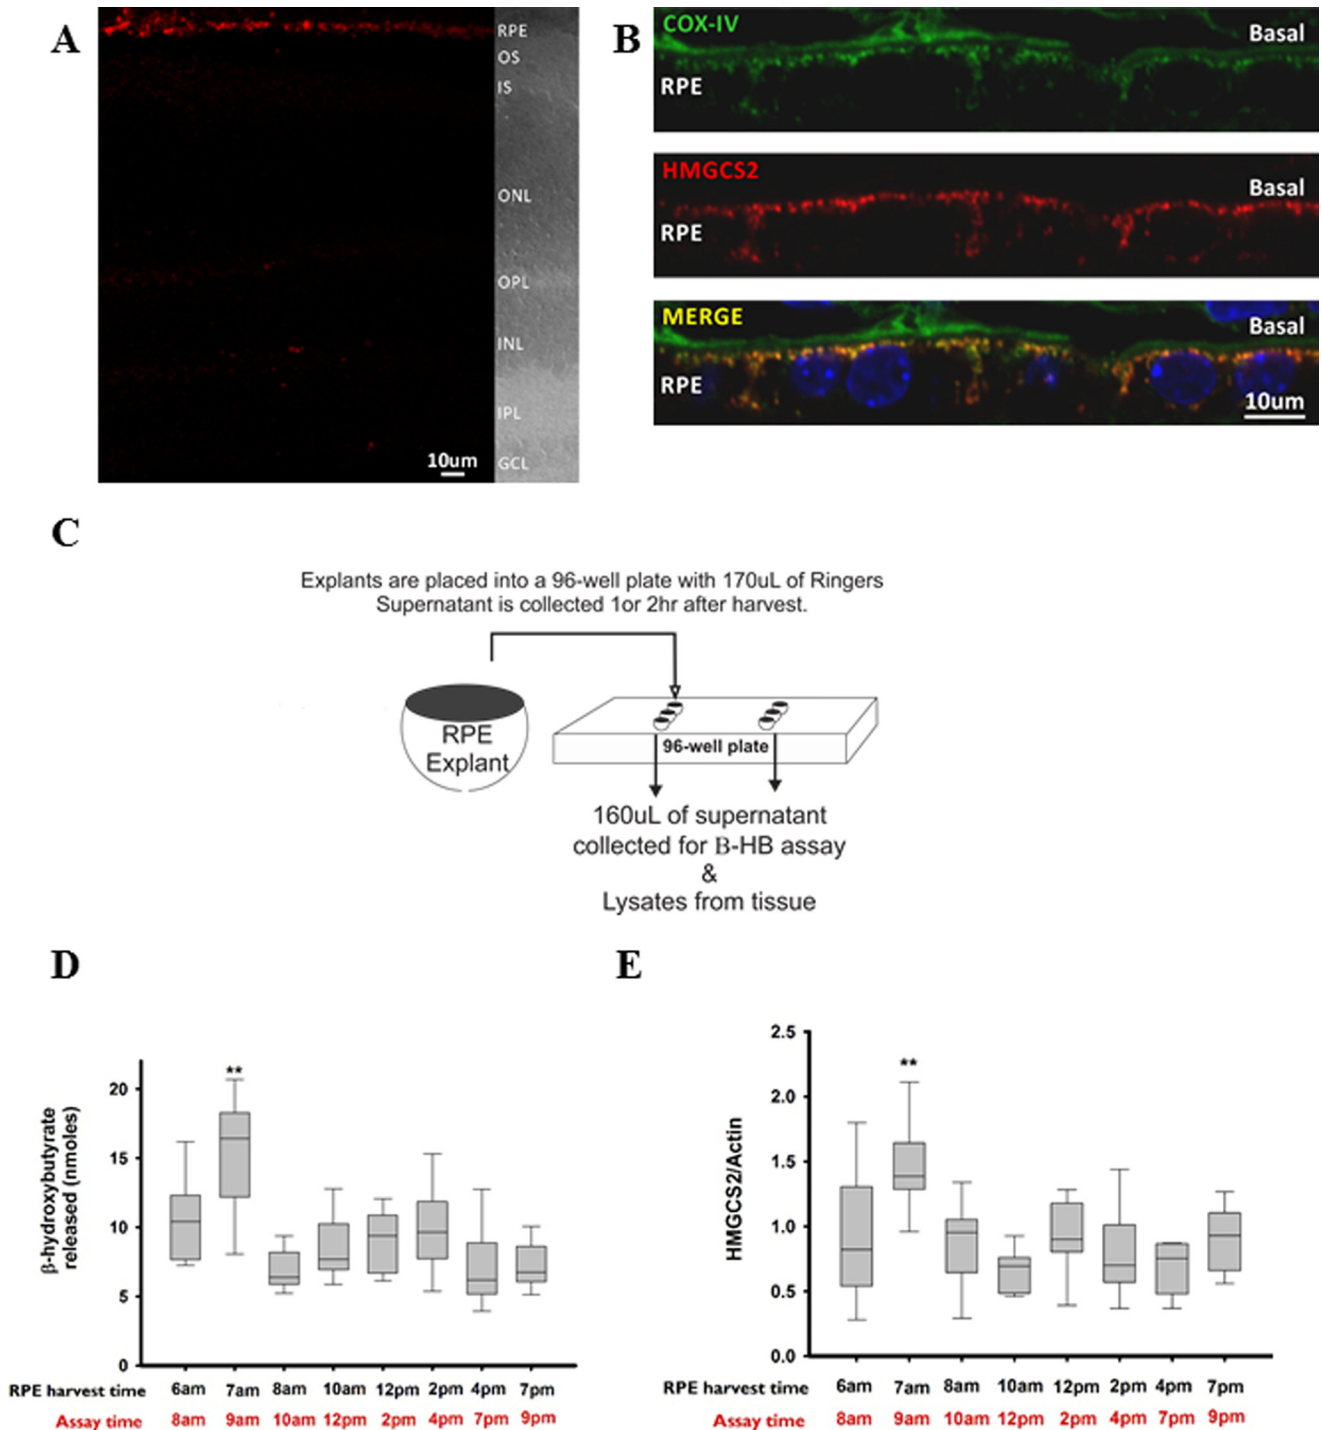 A
RPE
OS
IS
ONL
OPL
INL
IPL
GCL
10um
B
COX-IV
Basal
RPE
HMGCS2
Basal
RPE
MERGE
Basal
RPE
10um
C
Explants are placed into a 96-well plate with 170uL of Ringers
Supernatant is collected 1or 2hr after harvest.
RPE
Explant
96-well plate
160uL of supernatant
collected for B-HB assay
&
Lysates from tissue
D
β-hydroxybutyrate
released (nmoles)
20
15
10
5
0
**
RPE harvest time 6am 7am 8am 10am 12pm 2pm 4pm 7pm
Assay time 8am 9am 10am 12pm 2pm 4pm 7pm 9pm
E
HMGCS2/Actin
2.5
2.0
1.5
1.0
0.5
0.0
**
RPE harvest time 6am 7am 8am 10am 12pm 2pm 4pm 7pm
Assay time 8am 9am 10am 12pm 2pm 4pm 7pm 9pm